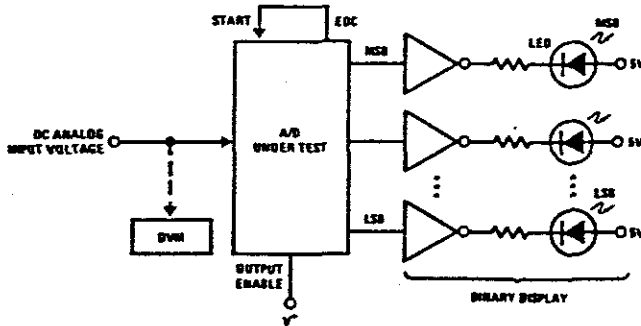 START
EOC
MSB
LED
MSB
5V
A/D
UNDER TEST
DC ANALOG
INPUT VOLTAGE
5V
DVM
LSB
LSB
5V
OUTPUT
ENABLE
BINARY DISPLAY